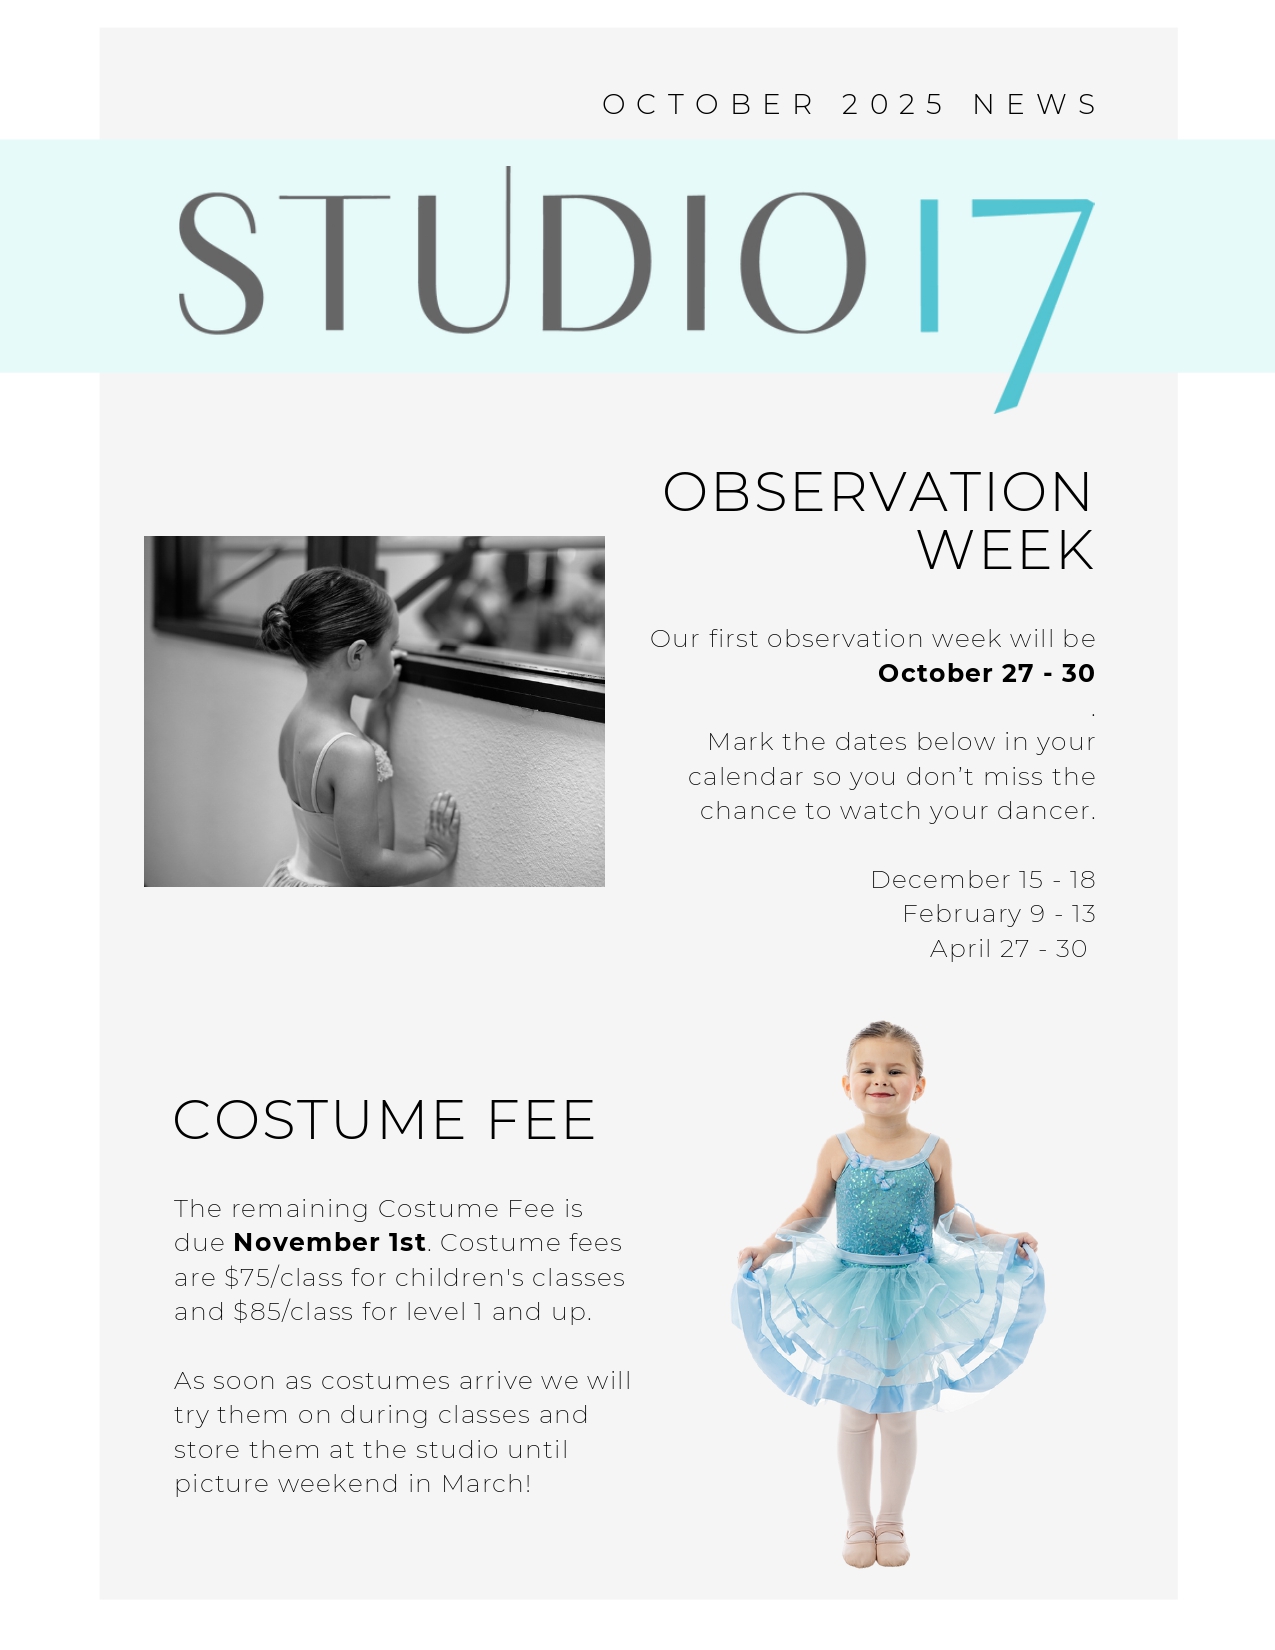 OCTOBER 2025 NEWS
STUDIO 17
OBSERVATION
WEEK
Our first observation week will be
October 27 - 30
.
Mark the dates below in your
calendar so you don’t miss the
chance to watch your dancer.
December 15 - 18
February 9 - 13
April 27 - 30
COSTUME FEE
The remaining Costume Fee is
due November 1st. Costume fees
are $75/class for children's classes
and $85/class for level 1 and up.
As soon as costumes arrive we will
try them on during classes and
store them at the studio until
picture weekend in March!